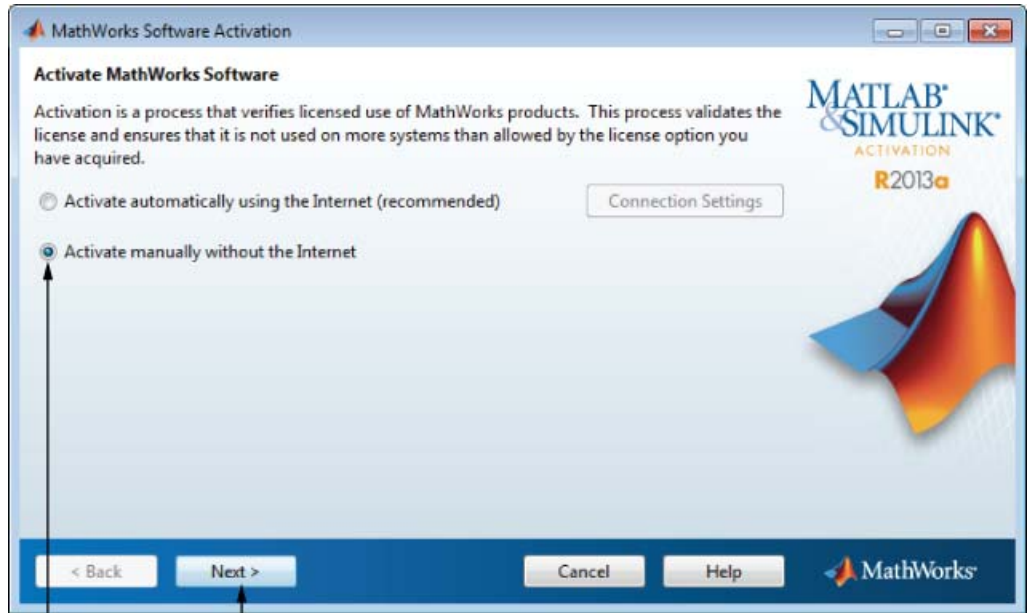 MathWorks Software Activation
Activate MathWorks Software
Activation is a process that verifies licensed use of MathWorks products. This process validates the
license and ensures that it is not used on more systems than allowed by the license option you
have acquired.
Activate automatically using the Internet (recommended)
Connection Settings
Activate manually without the Internet
MATLAB®
&SIMULINK®
ACTIVATION
R2013a
< Back
Next >
Cancel
Help
MathWorks®